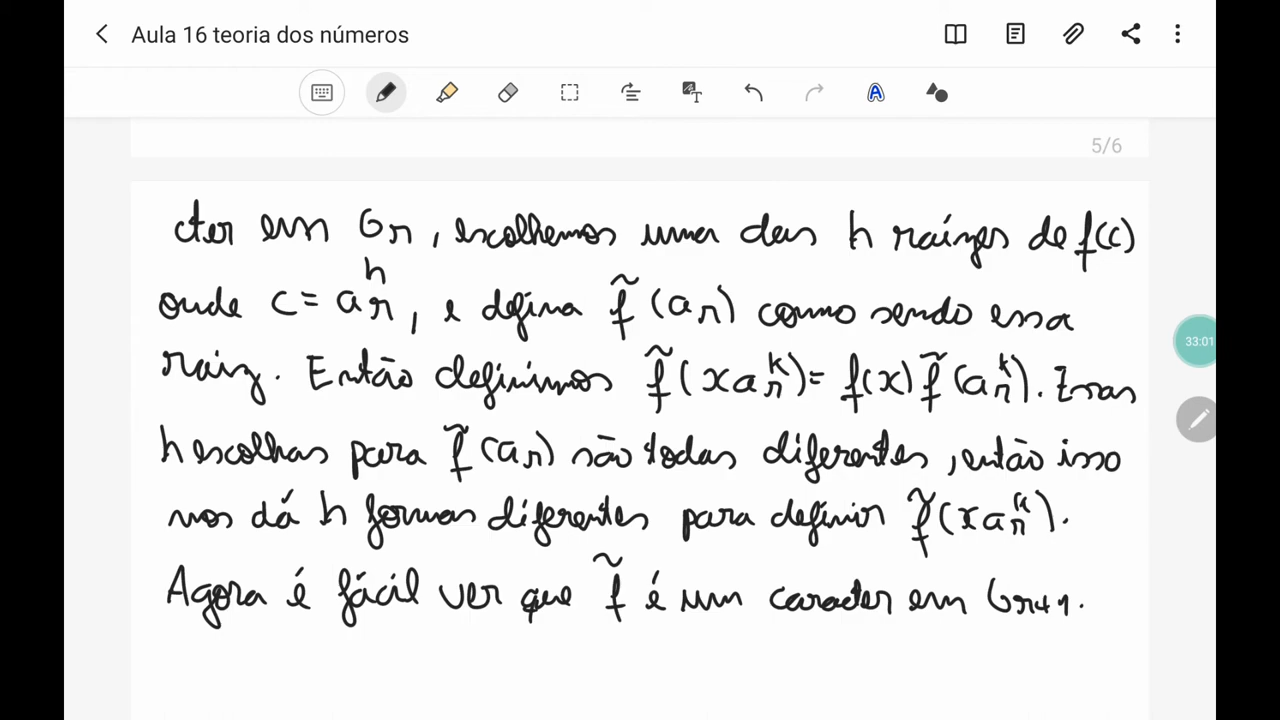 Aula 16 teoria dos números
5/6
cter em Gr, escolhemos uma das h raízes de f(c)
onde c = a_r^h, e defina f̃(a_r) como sendo essa
raiz. Então definimos f̃(x a_r^k) = f(x) f̃(a_r^k). Essas
33:01
h escolhas para f̃(a_r) são todas diferentes, então isso
nos dá h formas diferentes para definir f̃(x a_r^k).
Agora é fácil ver que f̃ é um caracter em G_{r+1}.